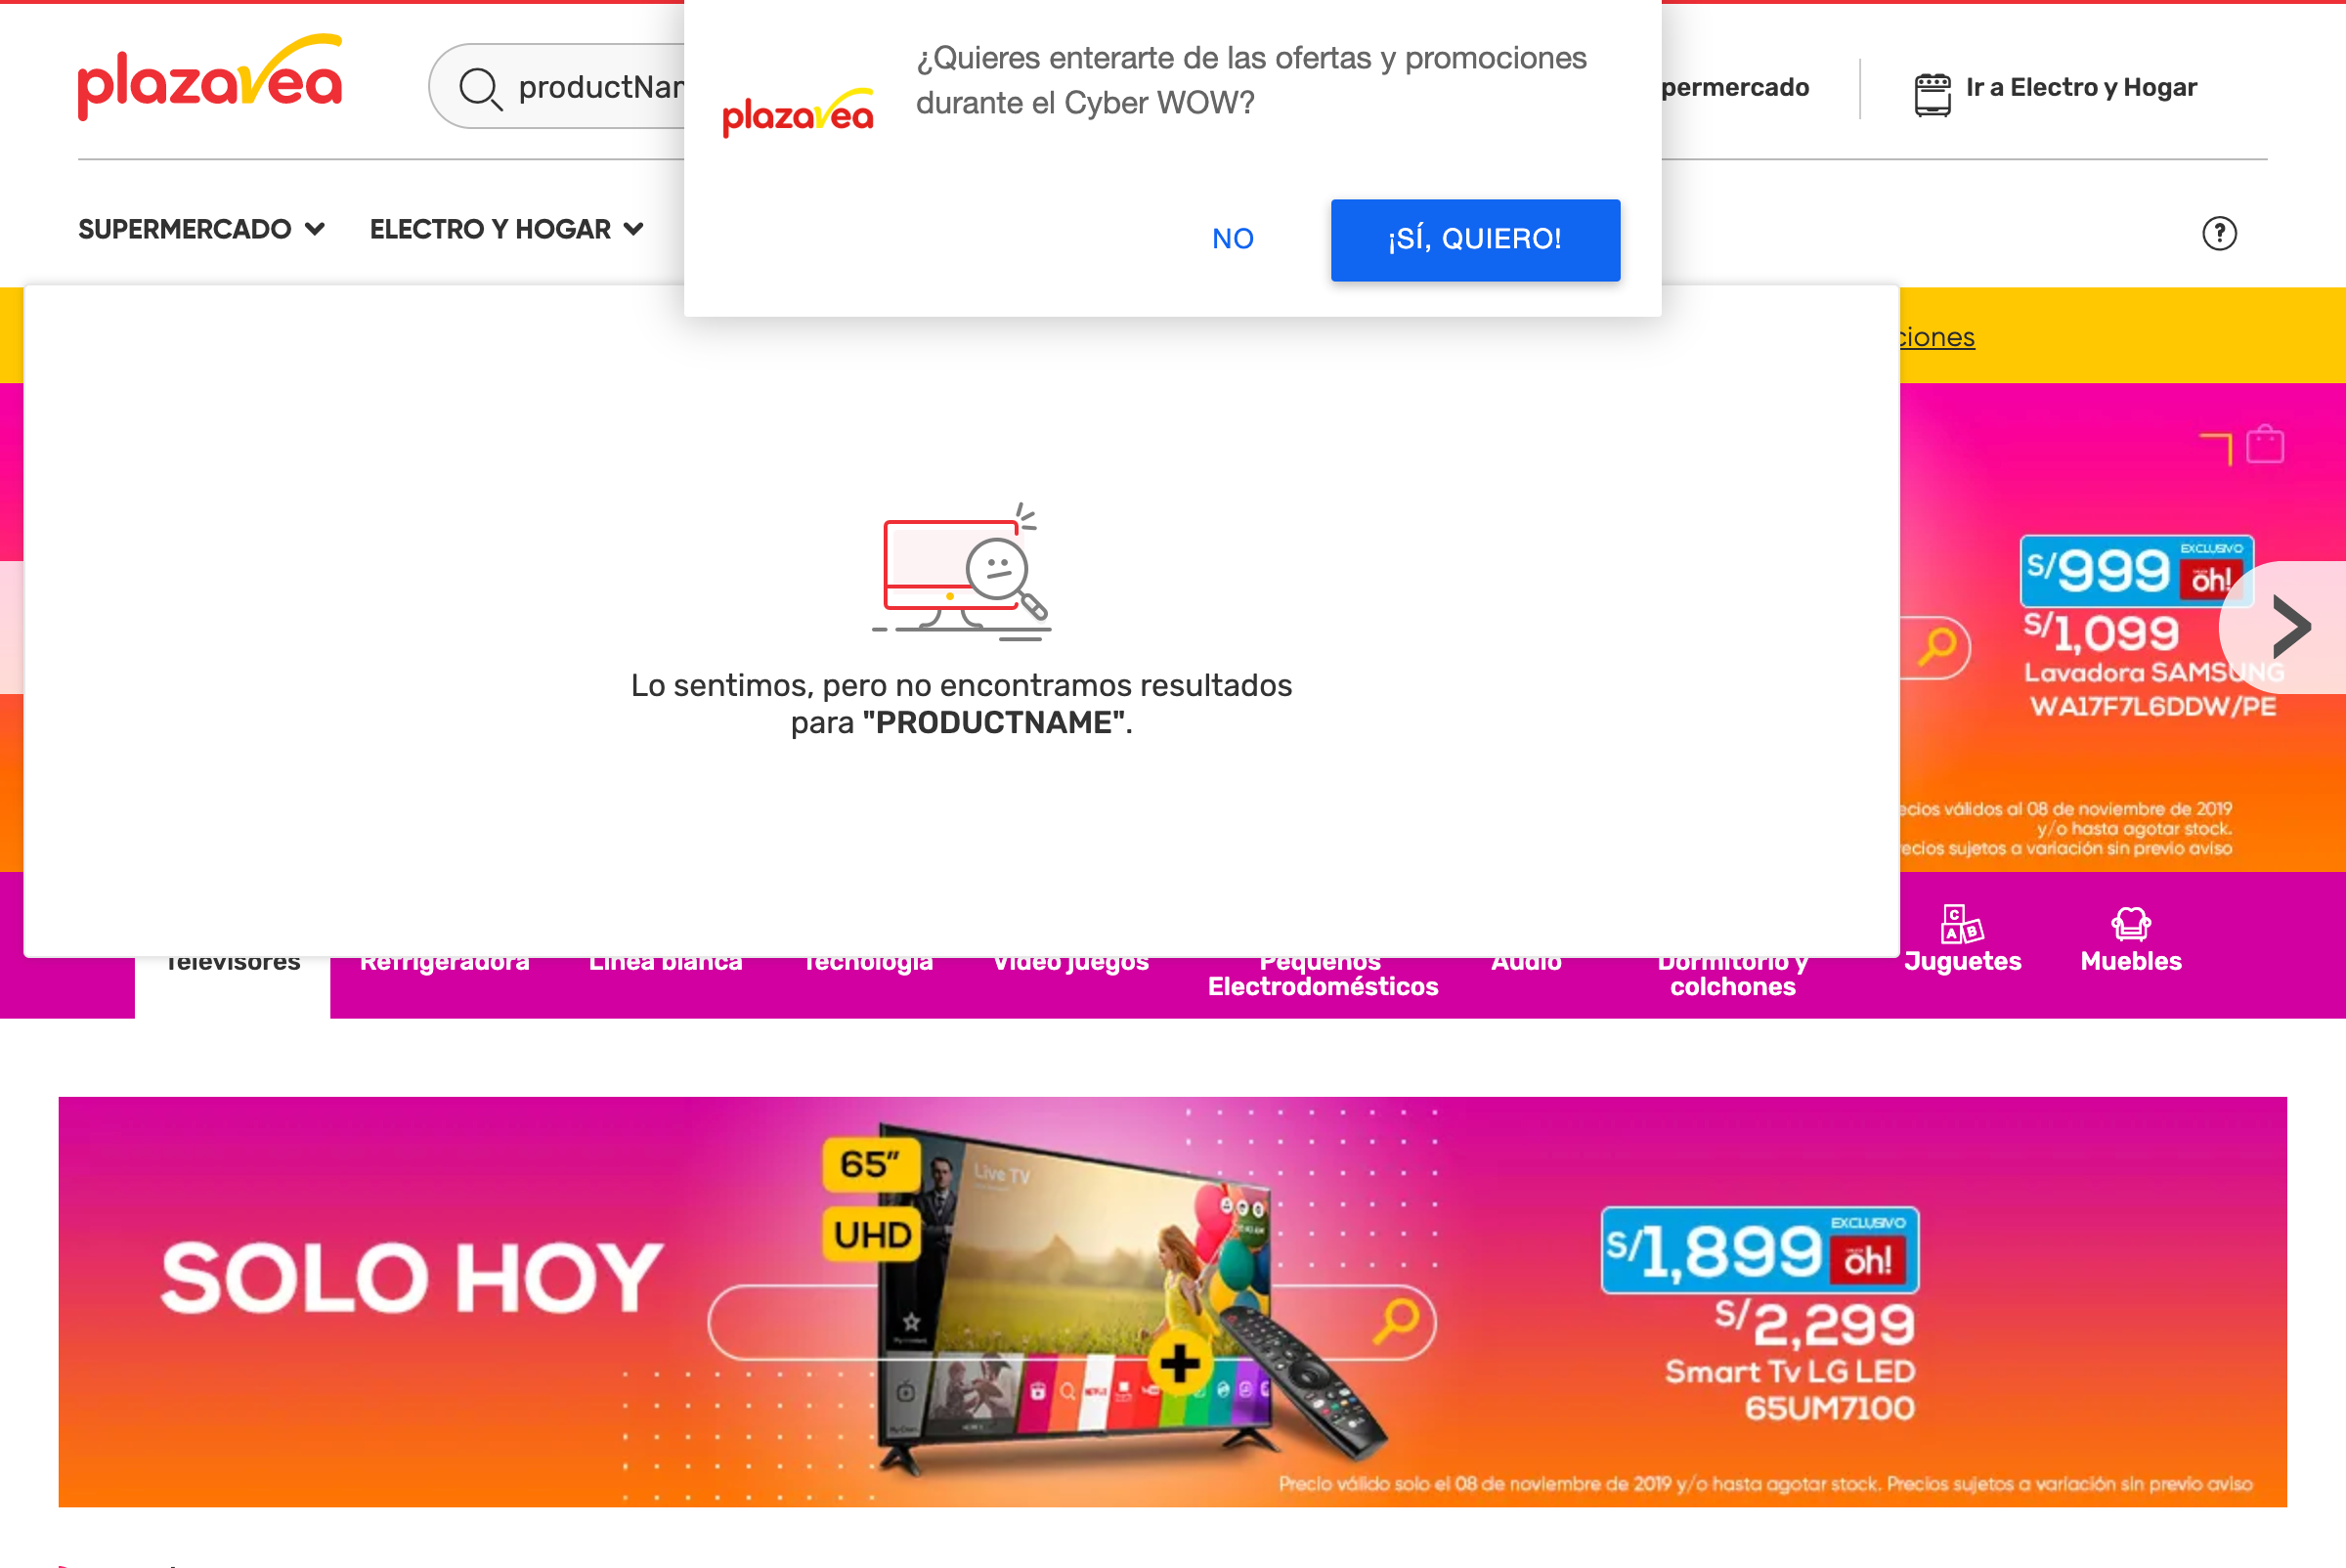 plazavea
productNam
plazavea
¿Quieres enterarte de las ofertas y promociones
durante el Cyber WOW?
NO
¡SÍ, QUIERO!
permercado
Ir a Electro y Hogar
SUPERMERCADO
ELECTRO Y HOGAR
?
ciones
Lo sentimos, pero no encontramos resultados
para "PRODUCTNAME".
S/999
EXCLUSIVO
oh!
S/1,099
Lavadora SAMSUNG
WA17F7L6DDW/PE
ecios válidos al 08 de noviembre de 2019
y/o hasta agotar stock.
ecios sujetos a variación sin previo aviso
Televisores
Refrigeradora
Línea blanca
Tecnología
Video juegos
Pequeños
Electrodomésticos
Audio
Dormitorio y
colchones
C
A B
Juguetes
Muebles
SOLO HOY
65"
UHD
Live TV
NETFLIX
S/1,899
EXCLUSIVO
oh!
S/2,299
Smart Tv LG LED
65UM7100
Precio válido solo el 08 de noviembre de 2019 y/o hasta agotar stock. Precios sujetos a variación sin previo aviso